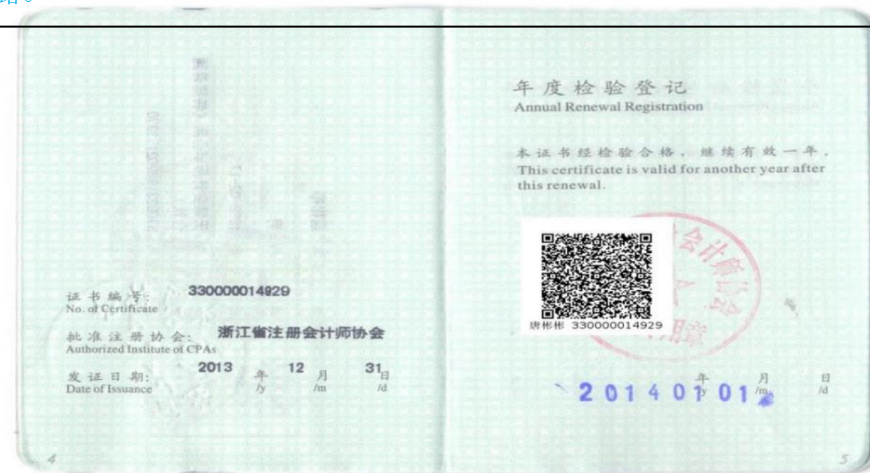 证书编号: 330000014929
No. of Certificate
批准注册协会: 浙江省注册会计师协会
Authorized Institute of CPAs
发证日期: 2013 年 12 月 31 日
Date of Issuance /y /m /d
4
年度检验登记
Annual Renewal Registration
本证书经检验合格,继续有效一年。
This certificate is valid for another year after
this renewal.
唐彬彬 330000014929
年 月 日
2014 01 01
/y /m /d
5